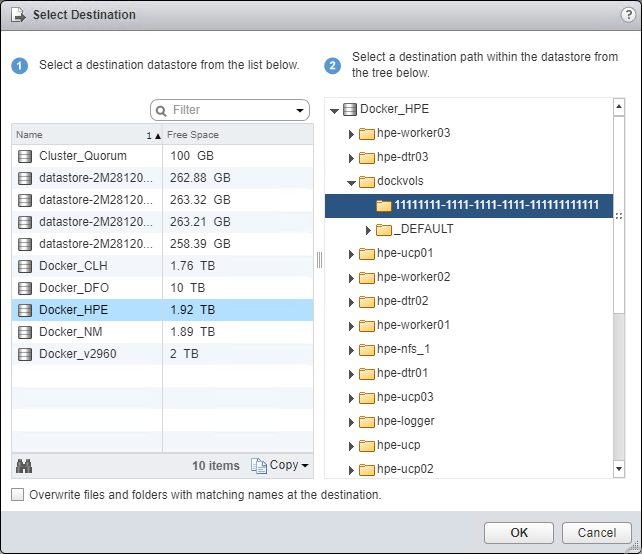 Select Destination
1 Select a destination datastore from the list below.
2 Select a destination path within the datastore from
the tree below.
Filter
Name 1 Free Space
Cluster_Quorum 100 GB
datastore-2M28120... 262.88 GB
datastore-2M28120... 263.32 GB
datastore-2M28120... 263.21 GB
datastore-2M28120... 258.39 GB
Docker_CLH 1.76 TB
Docker_DFO 10 TB
Docker_HPE 1.92 TB
Docker_NM 1.89 TB
Docker_v2960 2 TB
10 items Copy
Docker_HPE
hpe-worker03
hpe-dtr03
dockvols
11111111-1111-1111-1111-111111111111
_DEFAULT
hpe-ucp01
hpe-worker02
hpe-dtr02
hpe-worker01
hpe-nfs_1
hpe-dtr01
hpe-ucp03
hpe-logger
hpe-ucp
hpe-ucp02
Overwrite files and folders with matching names at the destination.
OK Cancel